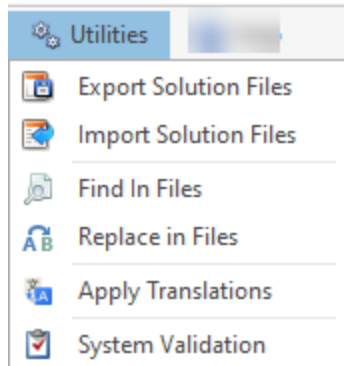 Utilities
Export Solution Files
Import Solution Files
Find In Files
Replace in Files
Apply Translations
System Validation